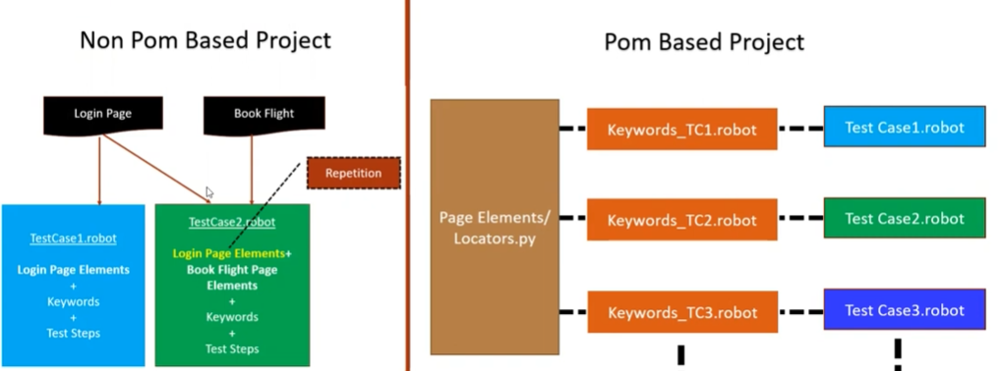 Non Pom Based Project
Login Page
Book Flight
Repetition
TestCase1.robot
Login Page Elements
+
Keywords
+
Test Steps
TestCase2.robot
Login Page Elements+
Book Flight Page
Elements
+
Keywords
+
Test Steps
Pom Based Project
Page Elements/
Locators.py
Keywords_TC1.robot
Test Case1.robot
Keywords_TC2.robot
Test Case2.robot
Keywords_TC3.robot
Test Case3.robot